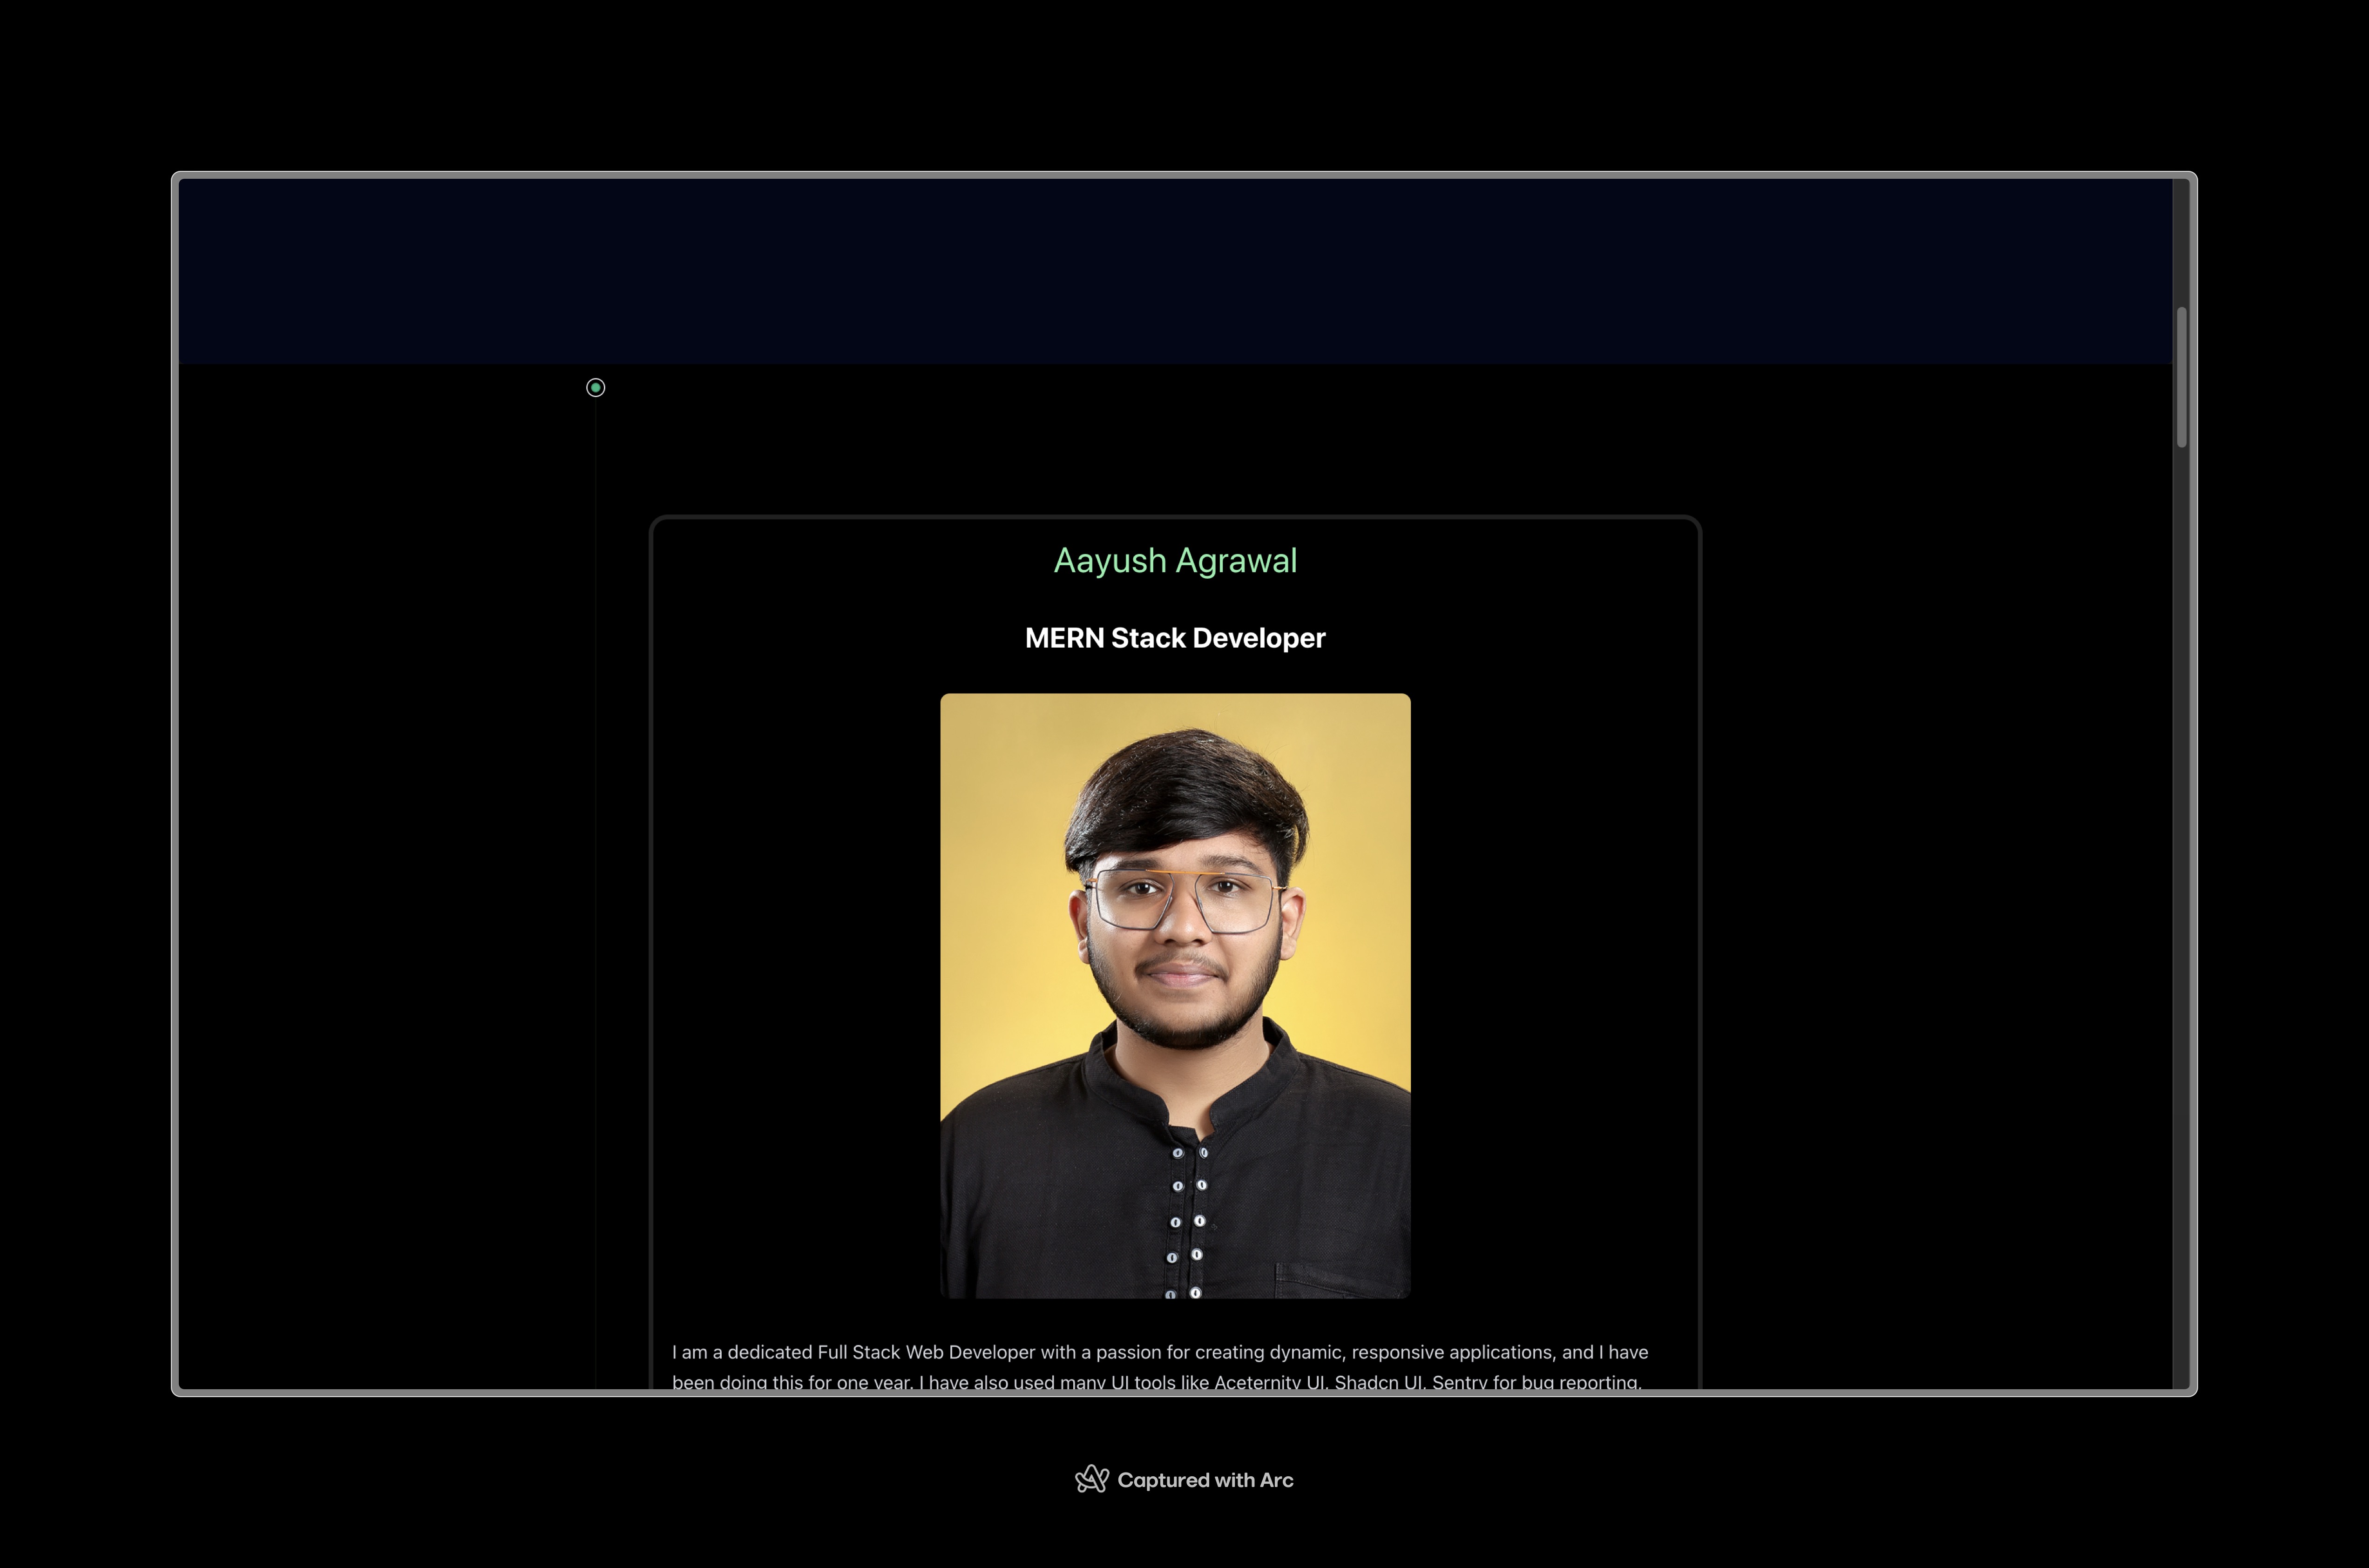 Aayush Agrawal
MERN Stack Developer
I am a dedicated Full Stack Web Developer with a passion for creating dynamic, responsive applications, and I have
been doing this for one year. I have also used many UI tools like Aceternity UI, Shadcn UI, Sentry for bug reporting,
Captured with Arc